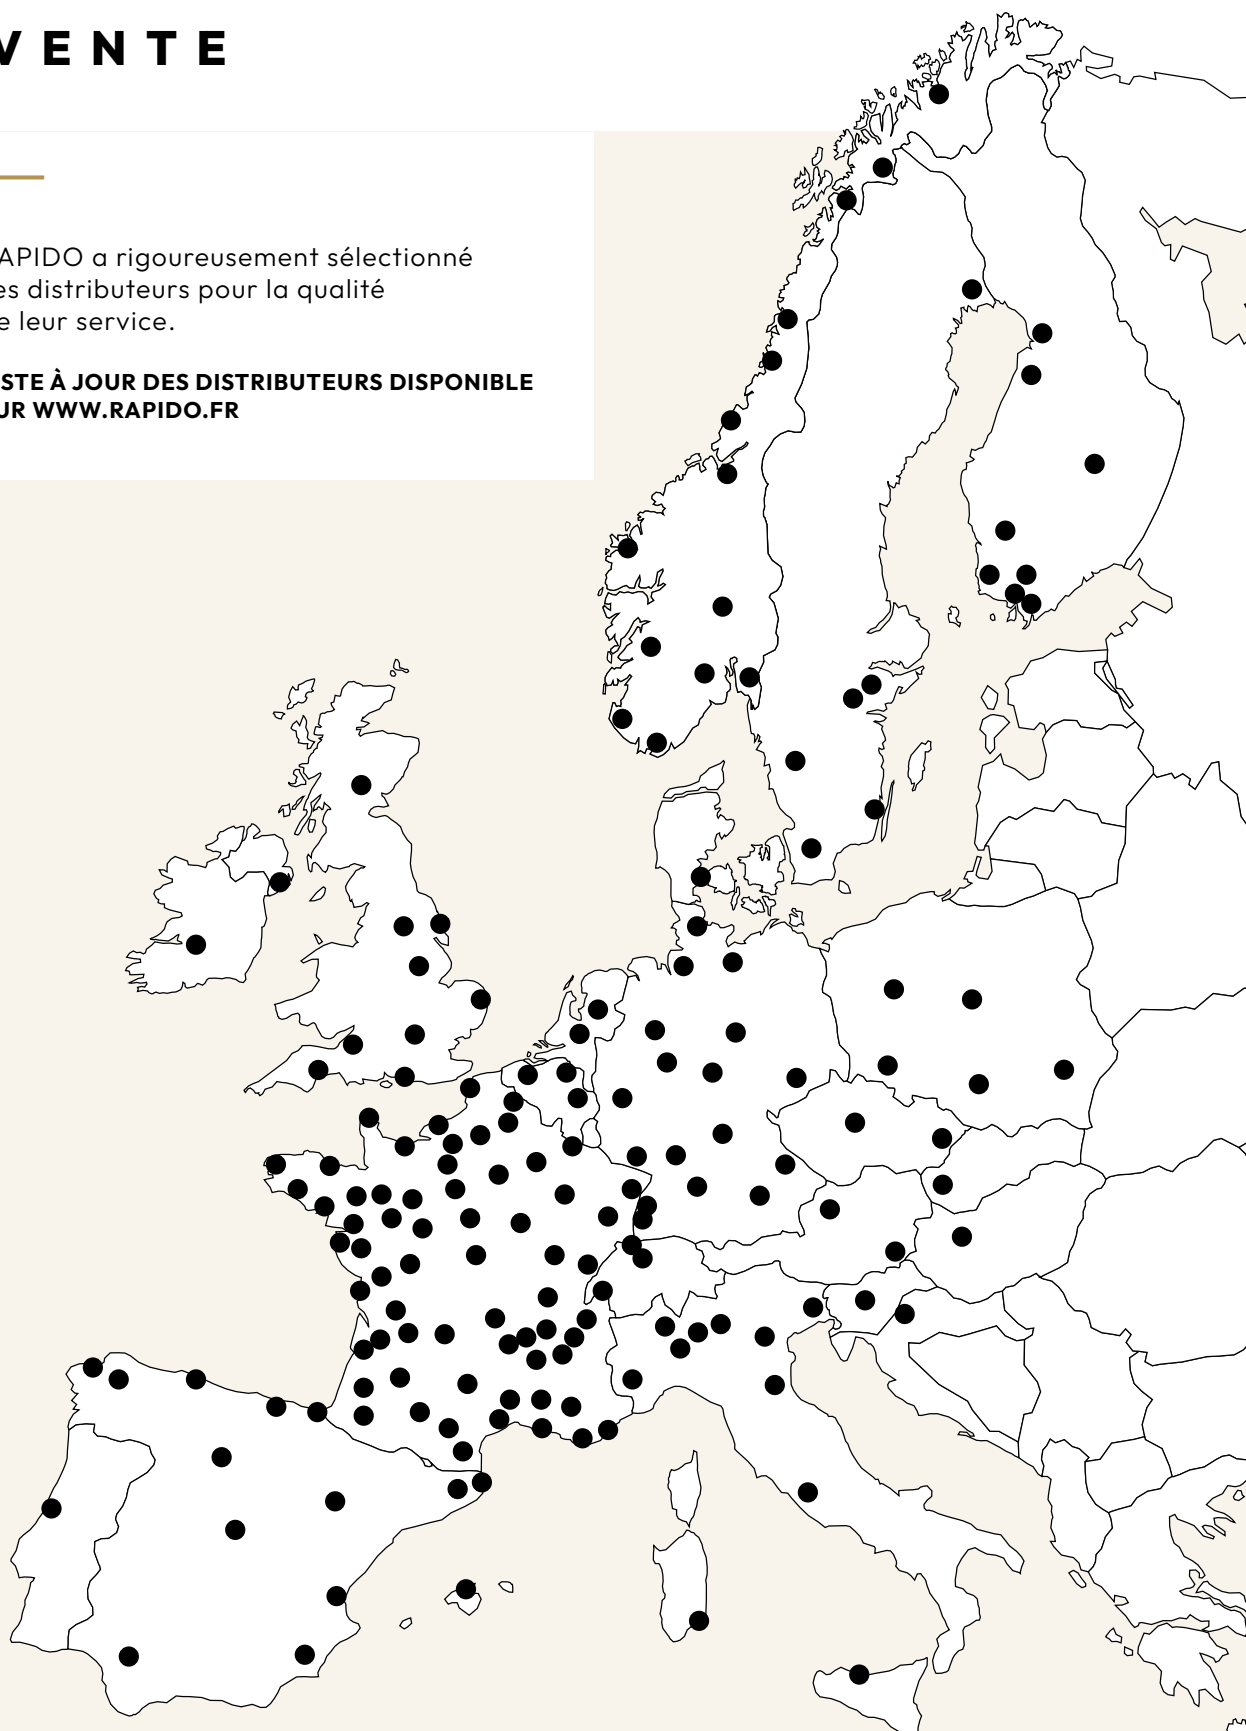 VENTE
APIDO a rigoureusement sélectionné
es distributeurs pour la qualité
e leur service.
STE À JOUR DES DISTRIBUTEURS DISPONIBLE
UR WWW.RAPIDO.FR